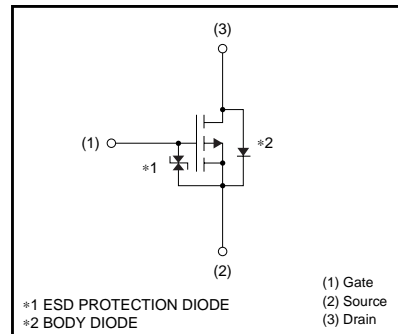 (3)
(1)
∗1
∗2
(2)
∗1 ESD PROTECTION DIODE
∗2 BODY DIODE
(1) Gate
(2) Source
(3) Drain